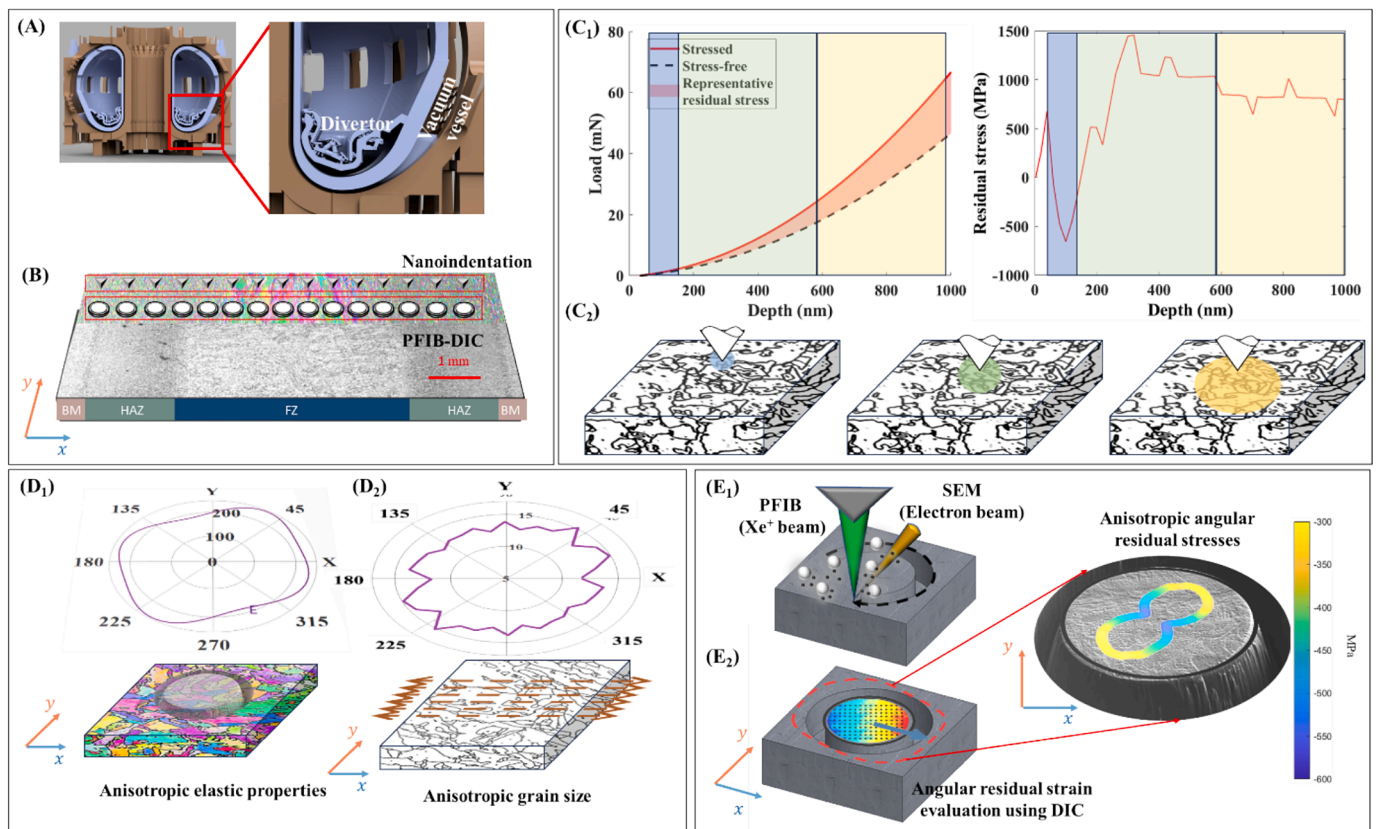 (A)
Divertor
Vacuum
vessel
(B)
Nanoindentation
PFIB-DIC
1 mm
y
x
BM
HAZ
FZ
HAZ
BM
(C₁)
80
60
40
20
0
Load (mN)
Stressed
Stress-free
Representative
residual stress
0
200
400
600
800
1000
Depth (nm)
1500
1000
500
0
-500
-1000
Residual stress (MPa)
0
200
400
600
800
1000
Depth (nm)
(C₂)
(D₁)
Y
135
45
200
100
180
0
X
E
225
315
270
y
x
Anisotropic elastic properties
(D₂)
Y
135
45
15
10
180
5
X
225
315
y
x
Anisotropic grain size
(E₁)
PFIB
(Xe⁺ beam)
SEM
(Electron beam)
Anisotropic angular
residual stresses
-300
-350
-400
-450
-500
-550
-600
MPa
y
x
(E₂)
y
x
Angular residual strain
evaluation using DIC